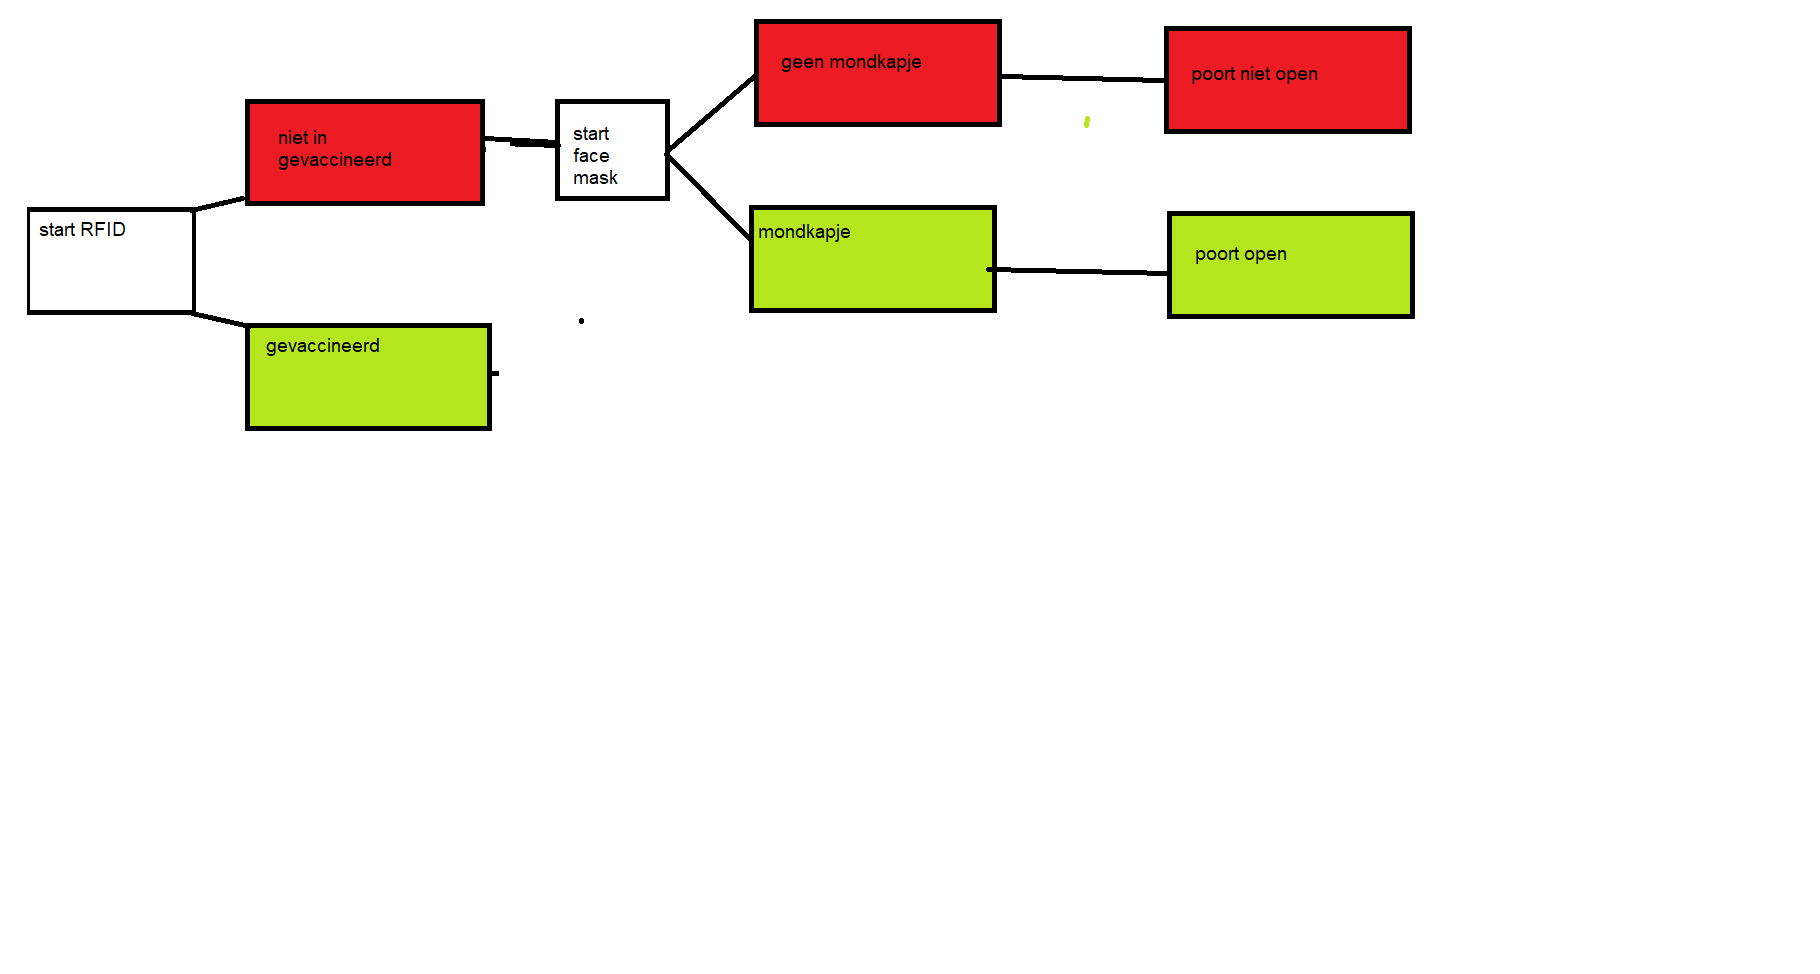 start RFID
niet in
gevaccineerd
gevaccineerd
start
face
mask
geen mondkapje
mondkapje
poort niet open
poort open